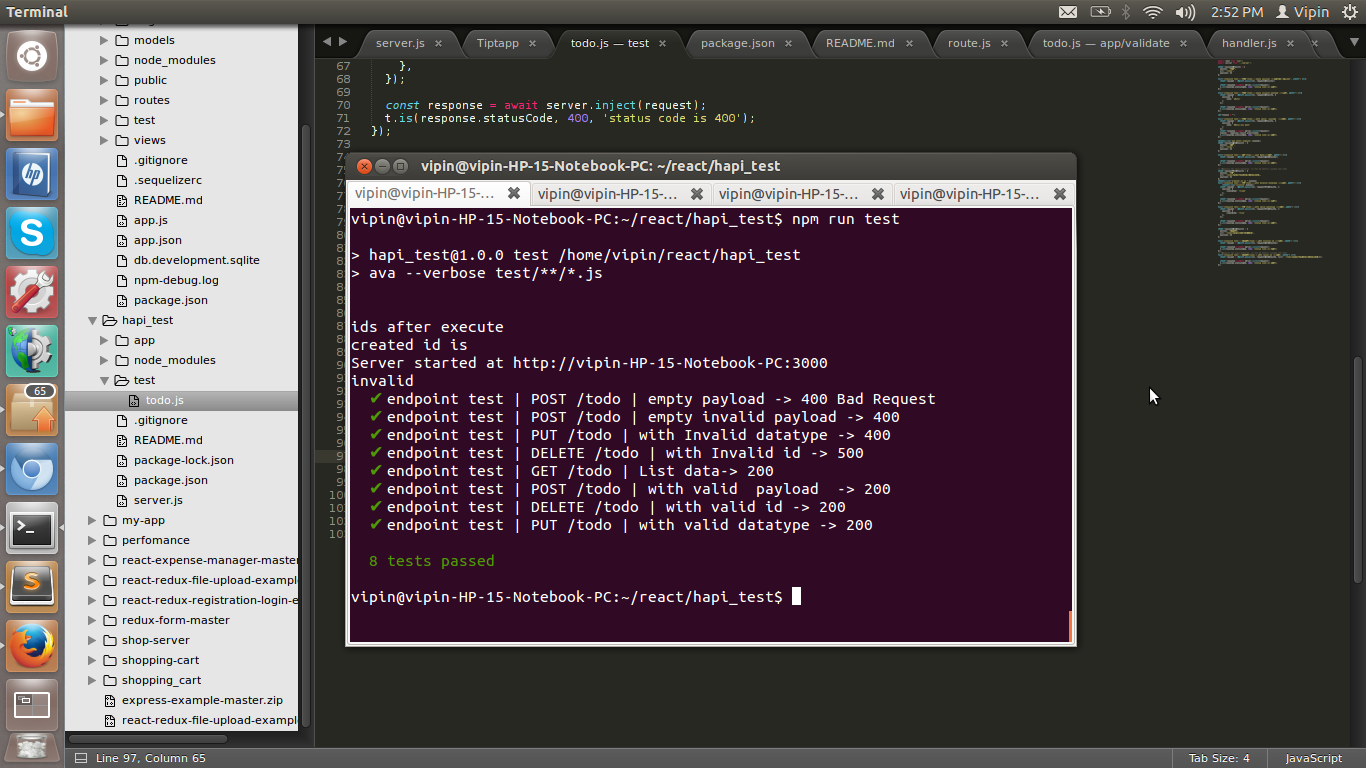 Terminal
2:52 PM
Vipin
models
node_modules
public
routes
test
views
.gitignore
.sequelizerc
README.md
app.js
app.json
db.development.sqlite
npm-debug.log
package.json
hapi_test
app
node_modules
test
todo.js
.gitignore
README.md
package-lock.json
package.json
server.js
my-app
perfomance
react-expense-manager-master
react-redux-file-upload-exampl
react-redux-registration-login-e
redux-form-master
shop-server
shopping-cart
shopping_cart
express-example-master.zip
react-redux-file-upload-exampl
hp
S
65
>_
S
server.js
Tiptapp
todo.js — test
package.json
README.md
route.js
todo.js — app/validate
handler.js
67 },
68 });
69
70 const response = await server.inject(request);
71 t.is(response.statusCode, 400, 'status code is 400');
72 });
73
vipin@vipin-HP-15-Notebook-PC: ~/react/hapi_test
vipin@vipin-HP-15-...
vipin@vipin-HP-15-...
vipin@vipin-HP-15-...
vipin@vipin-HP-15-...
vipin@vipin-HP-15-Notebook-PC:~/react/hapi_test$ npm run test
> hapi_test@1.0.0 test /home/vipin/react/hapi_test
> ava --verbose test/**/*.js
ids after execute
created id is
Server started at http://vipin-HP-15-Notebook-PC:3000
invalid
✔ endpoint test | POST /todo | empty payload -> 400 Bad Request
✔ endpoint test | POST /todo | empty invalid payload -> 400
✔ endpoint test | PUT /todo | with Invalid datatype -> 400
✔ endpoint test | DELETE /todo | with Invalid id -> 500
✔ endpoint test | GET /todo | List data-> 200
✔ endpoint test | POST /todo | with valid  payload  -> 200
✔ endpoint test | DELETE /todo | with valid id -> 200
✔ endpoint test | PUT /todo | with valid datatype -> 200
8 tests passed
vipin@vipin-HP-15-Notebook-PC:~/react/hapi_test$
Line 97, Column 65
Tab Size: 4
JavaScript